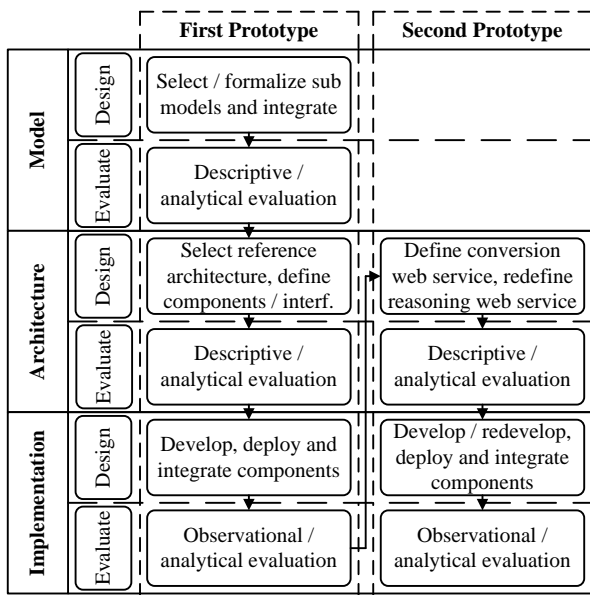 First Prototype
Second Prototype
Model
Design
Select / formalize sub
models and integrate
Evaluate
Descriptive /
analytical evaluation
Architecture
Design
Select reference
architecture, define
components / interf.
Define conversion
web service, redefine
reasoning web service
Evaluate
Descriptive /
analytical evaluation
Descriptive /
analytical evaluation
Implementation
Design
Develop, deploy and
integrate components
Develop / redevelop,
deploy and integrate
components
Evaluate
Observational /
analytical evaluation
Observational /
analytical evaluation